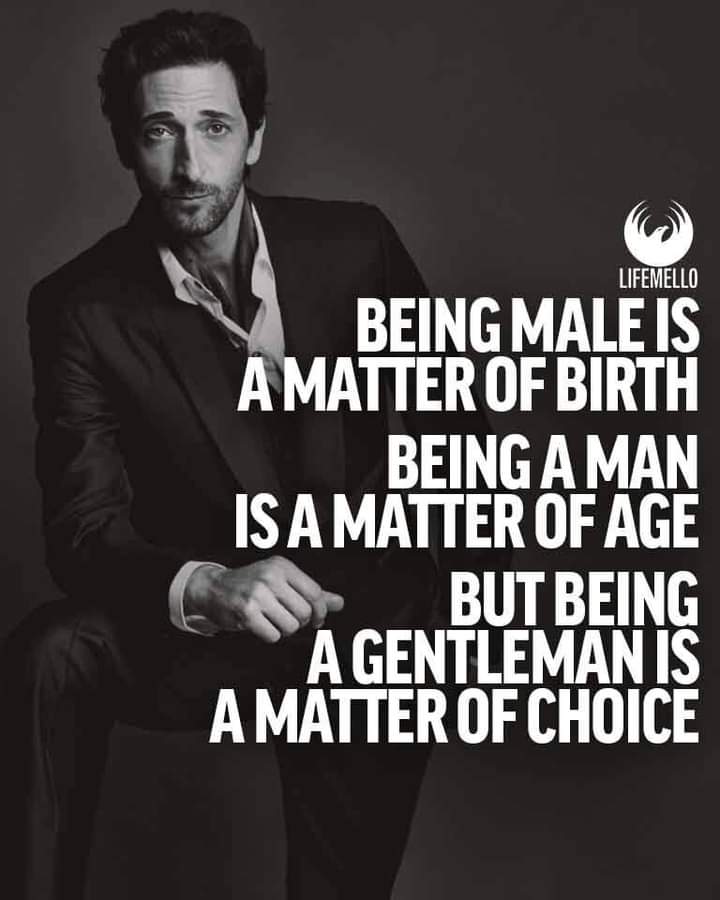 LIFEMELLO
BEING MALE IS
A MATTER OF BIRTH
BEING A MAN
IS A MATTER OF AGE
BUT BEING
A GENTLEMAN IS
A MATTER OF CHOICE